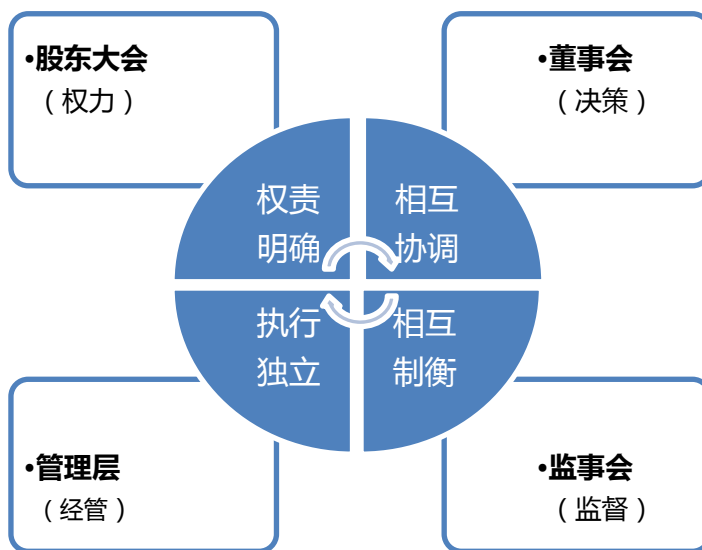 •股东大会
（权力）
•董事会
（决策）
权责
明确
相互
协调
执行
独立
相互
制衡
•管理层
（经管）
•监事会
（监督）